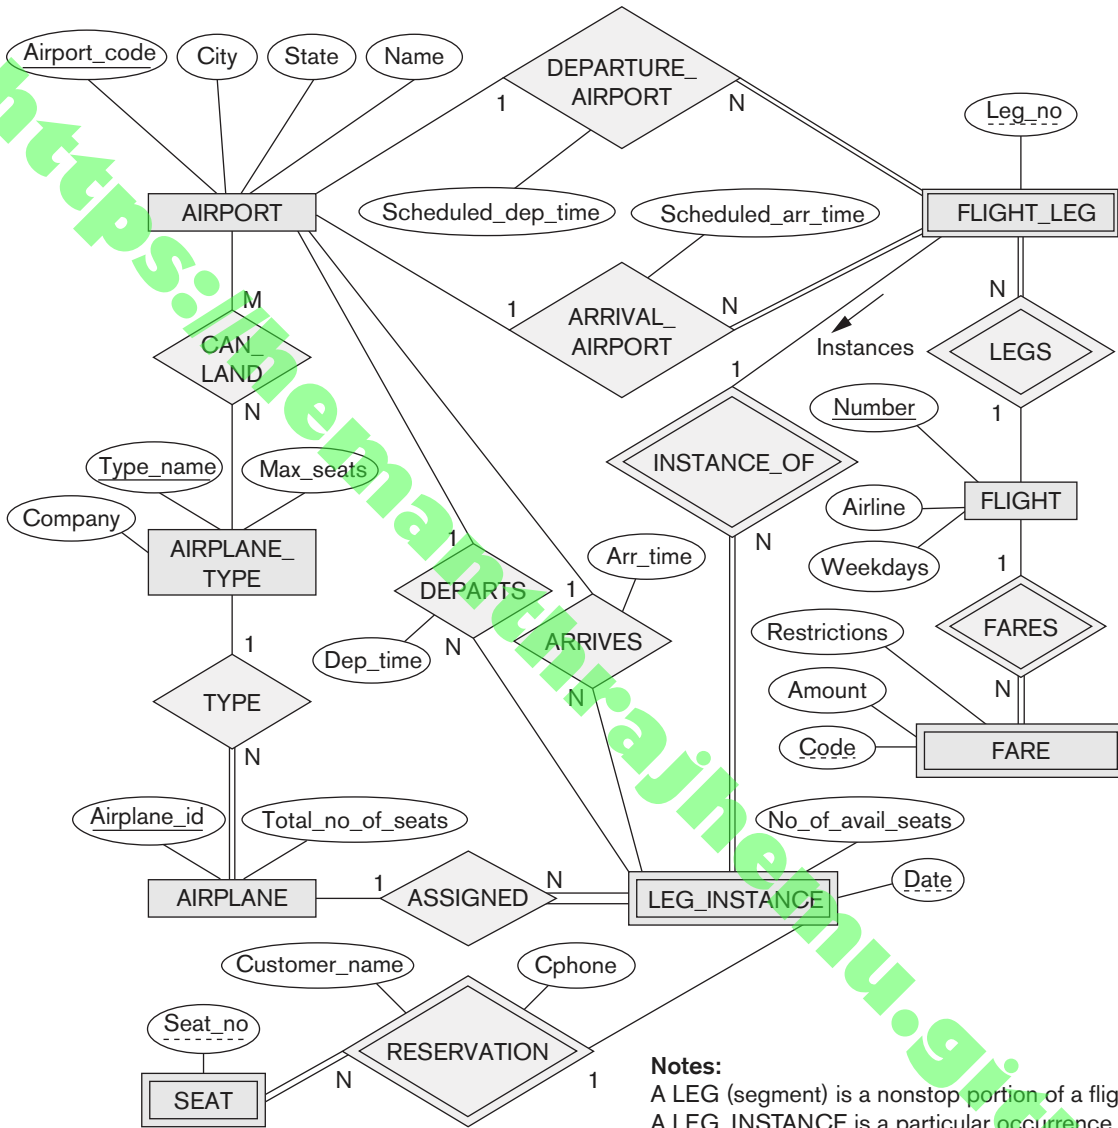 Airport_code
City
State
Name
DEPARTURE_
AIRPORT
1
N
Leg_no
AIRPORT
Scheduled_dep_time
Scheduled_arr_time
FLIGHT_LEG
M
1
ARRIVAL_
AIRPORT
N
N
Instances
CAN_
LAND
LEGS
1
N
1
Number
Type_name
Max_seats
INSTANCE_OF
Company
Airline
FLIGHT
N
AIRPLANE_
TYPE
1
Arr_time
Weekdays
1
DEPARTS
1
1
Restrictions
FARES
N
ARRIVES
Dep_time
TYPE
N
Amount
N
N
Code
FARE
Airplane_id
Total_no_of_seats
No_of_avail_seats
AIRPLANE
1
ASSIGNED
N
LEG_INSTANCE
Date
Customer_name
Cphone
Seat_no
RESERVATION
SEAT
N
1
Notes:
A LEG (segment) is a nonstop portion of a flig
A LEG_INSTANCE is a particular occurrence
https://hemanthrajhemu.git